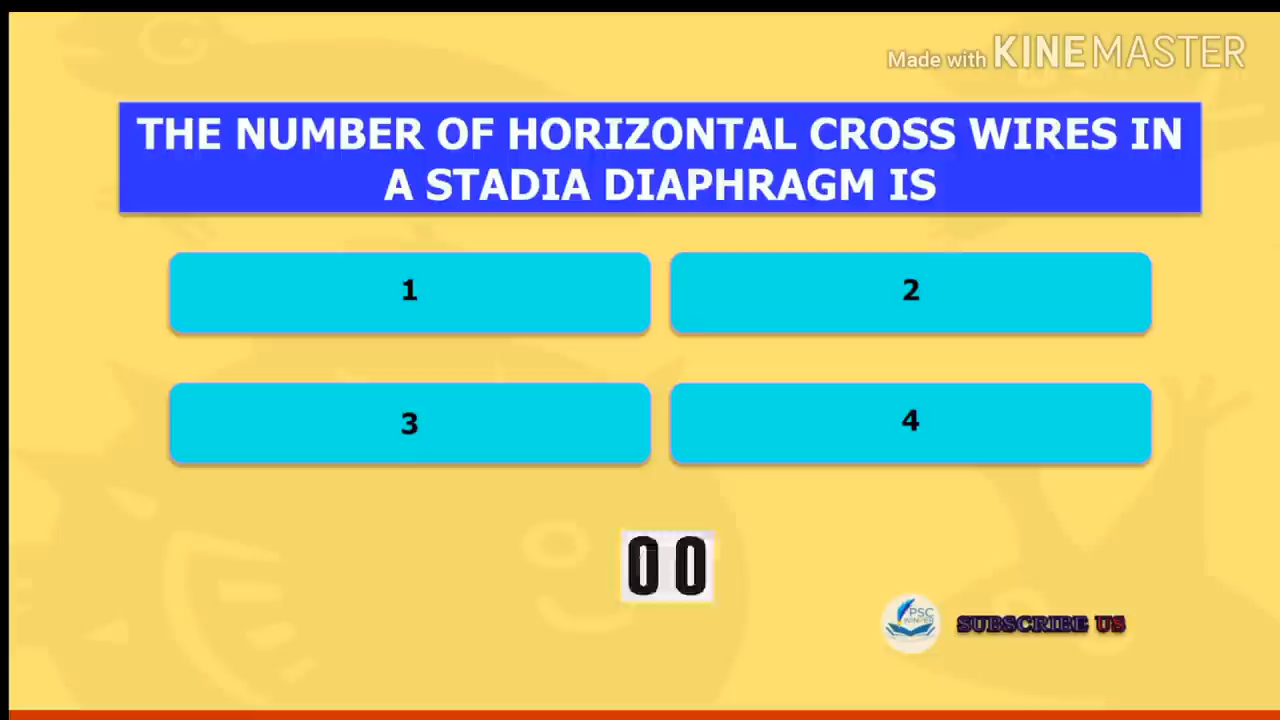 Made with KINEMASTER
THE NUMBER OF HORIZONTAL CROSS WIRES IN
A STADIA DIAPHRAGM IS
1
2
3
4
00
PSC
SUBSCRIBE US